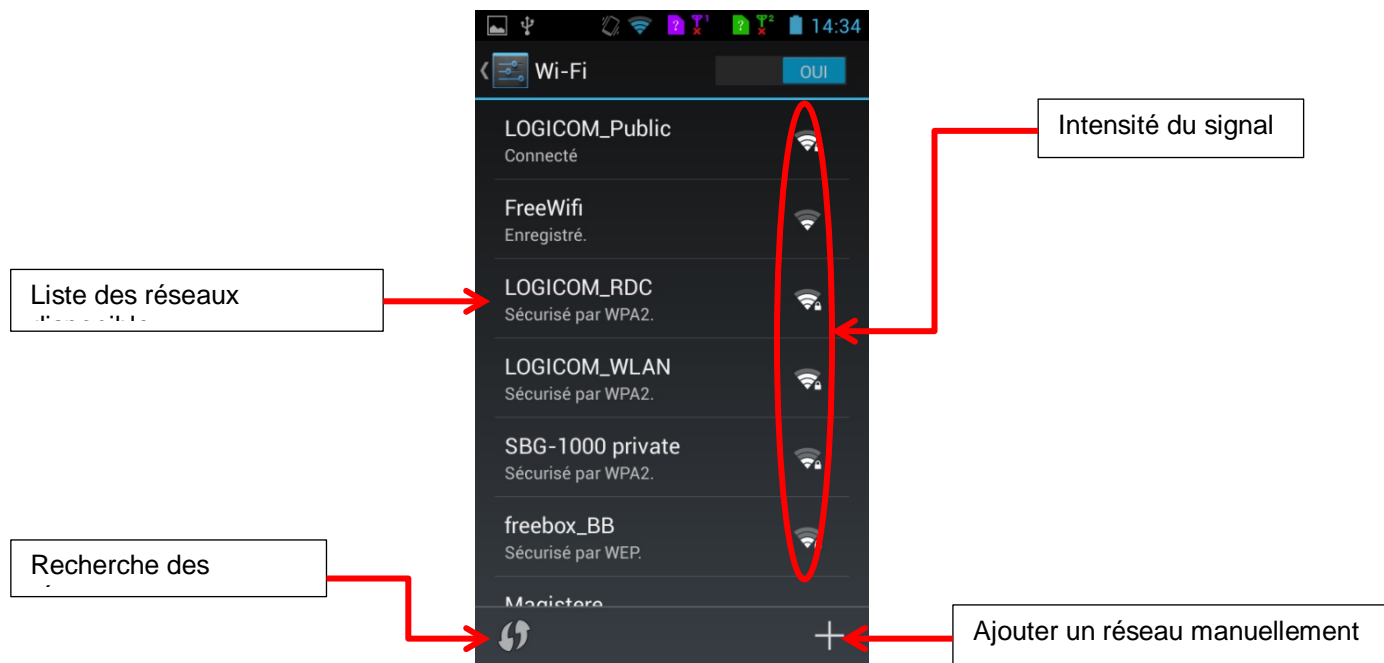 14:34
Wi-Fi
OUI
LOGICOM_Public
Connecté
FreeWifi
Enregistré.
LOGICOM_RDC
Sécurisé par WPA2.
LOGICOM_WLAN
Sécurisé par WPA2.
SBG-1000 private
Sécurisé par WPA2.
freebox_BB
Sécurisé par WEP.
Magistere
Intensité du signal
Liste des réseaux
Recherche des
Ajouter un réseau manuellement